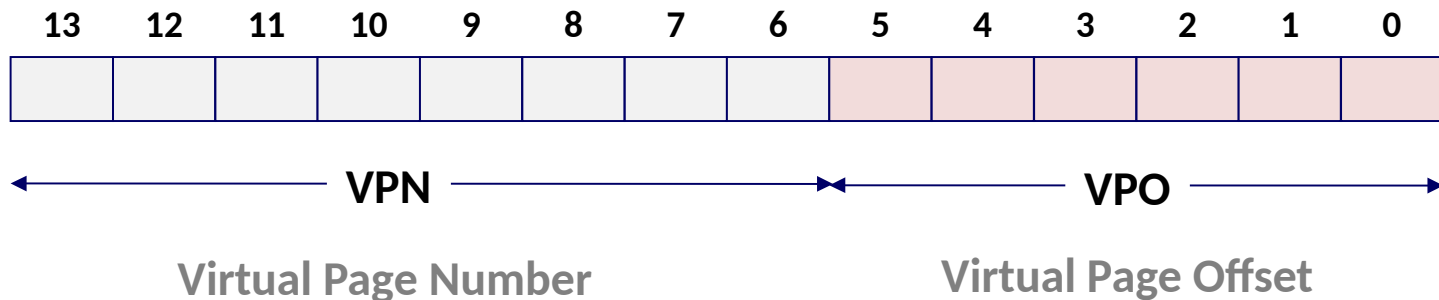 13 12 11 10 9 8 7 6 5 4 3 2 1 0
VPN VPO
Virtual Page Number Virtual Page Offset